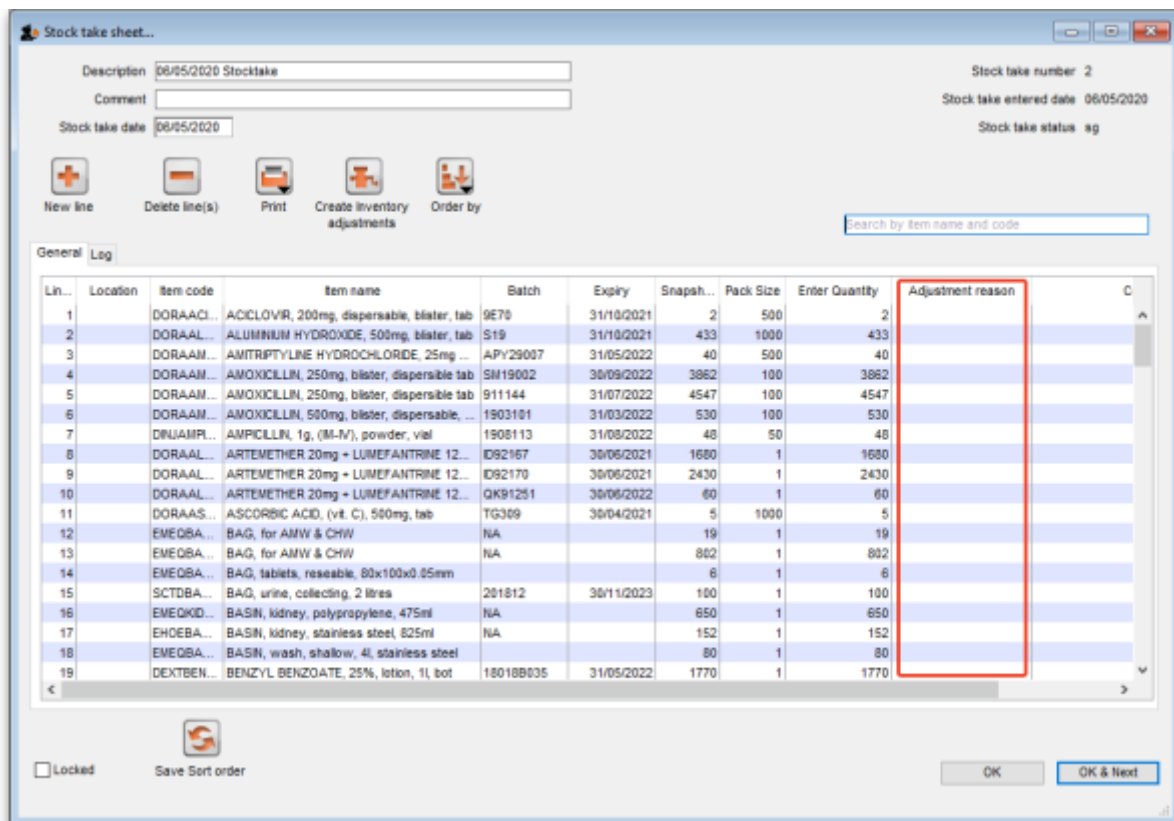 Stock take sheet...
Description 06/05/2020 Stocktake
Stock take number 2
Comment
Stock take entered date 06/05/2020
Stock take date 06/05/2020
Stock take status sg
New line Delete line(s) Print Create Inventory adjustments Order by
Search by item name and code
General Log
Lin... Location Item code Item name Batch Expiry Snapsh... Pack Size Enter Quantity Adjustment reason C
1 DORAACI... ACICLOVIR, 200mg, dispersable, blister, tab 9E70 31/10/2021 2 500 2
2 DORAAL... ALUMINIUM HYDROXIDE, 500mg, blister, tab S19 31/10/2021 433 1000 433
3 DORAAM... AMITRIPTYLINE HYDROCHLORIDE, 25mg ... APY29007 31/05/2022 40 500 40
4 DORAAM... AMOXICILLIN, 250mg, blister, dispersible tab SM19002 30/09/2022 3862 100 3862
5 DORAAM... AMOXICILLIN, 250mg, blister, dispersible tab 911144 31/07/2022 4547 100 4547
6 DORAAM... AMOXICILLIN, 500mg, blister, dispersable, ... 1903101 31/03/2022 530 100 530
7 DINJAMPI... AMPICILLIN, 1g, (IM-IV), powder, vial 1908113 31/08/2022 48 50 48
8 DORAAL... ARTEMETHER 20mg + LUMEFANTRINE 12... ID92167 30/06/2021 1680 1 1680
9 DORAAL... ARTEMETHER 20mg + LUMEFANTRINE 12... ID92170 30/06/2021 2430 1 2430
10 DORAAL... ARTEMETHER 20mg + LUMEFANTRINE 12... QK91251 30/06/2022 60 1 60
11 DORAAS... ASCORBIC ACID, (vit. C), 500mg, tab TG309 30/04/2021 5 1000 5
12 EMEQBA... BAG, for AMW & CHW NA 19 1 19
13 EMEQBA... BAG, for AMW & CHW NA 802 1 802
14 EMEQBA... BAG, tablets, reseable, 80x100x0.05mm 6 1 6
15 SCTDBA... BAG, urine, collecting, 2 litres 201812 30/11/2023 100 1 100
16 EMEQKID... BASIN, kidney, polypropylene, 475ml NA 650 1 650
17 EHOEBA... BASIN, kidney, stainless steel, 825ml NA 152 1 152
18 EMEQBA... BASIN, wash, shallow, 4l, stainless steel 80 1 80
19 DEXTBEN... BENZYL BENZOATE, 25%, lotion, 1l, bot 18018B035 31/05/2022 1770 1 1770
Locked Save Sort order OK OK & Next